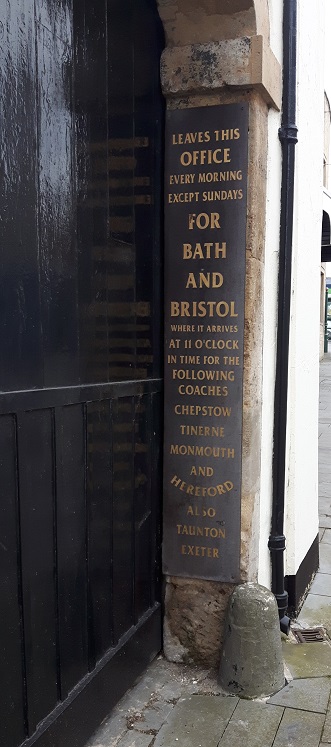 LEAVES THIS
OFFICE
EVERY MORNING
EXCEPT SUNDAYS
FOR
BATH
AND
BRISTOL
WHERE IT ARRIVES
AT 11 O'CLOCK
IN TIME FOR THE
FOLLOWING
COACHES
CHEPSTOW
TINERNE
MONMOUTH
AND
HEREFORD
ALSO
TAUNTON
EXETER